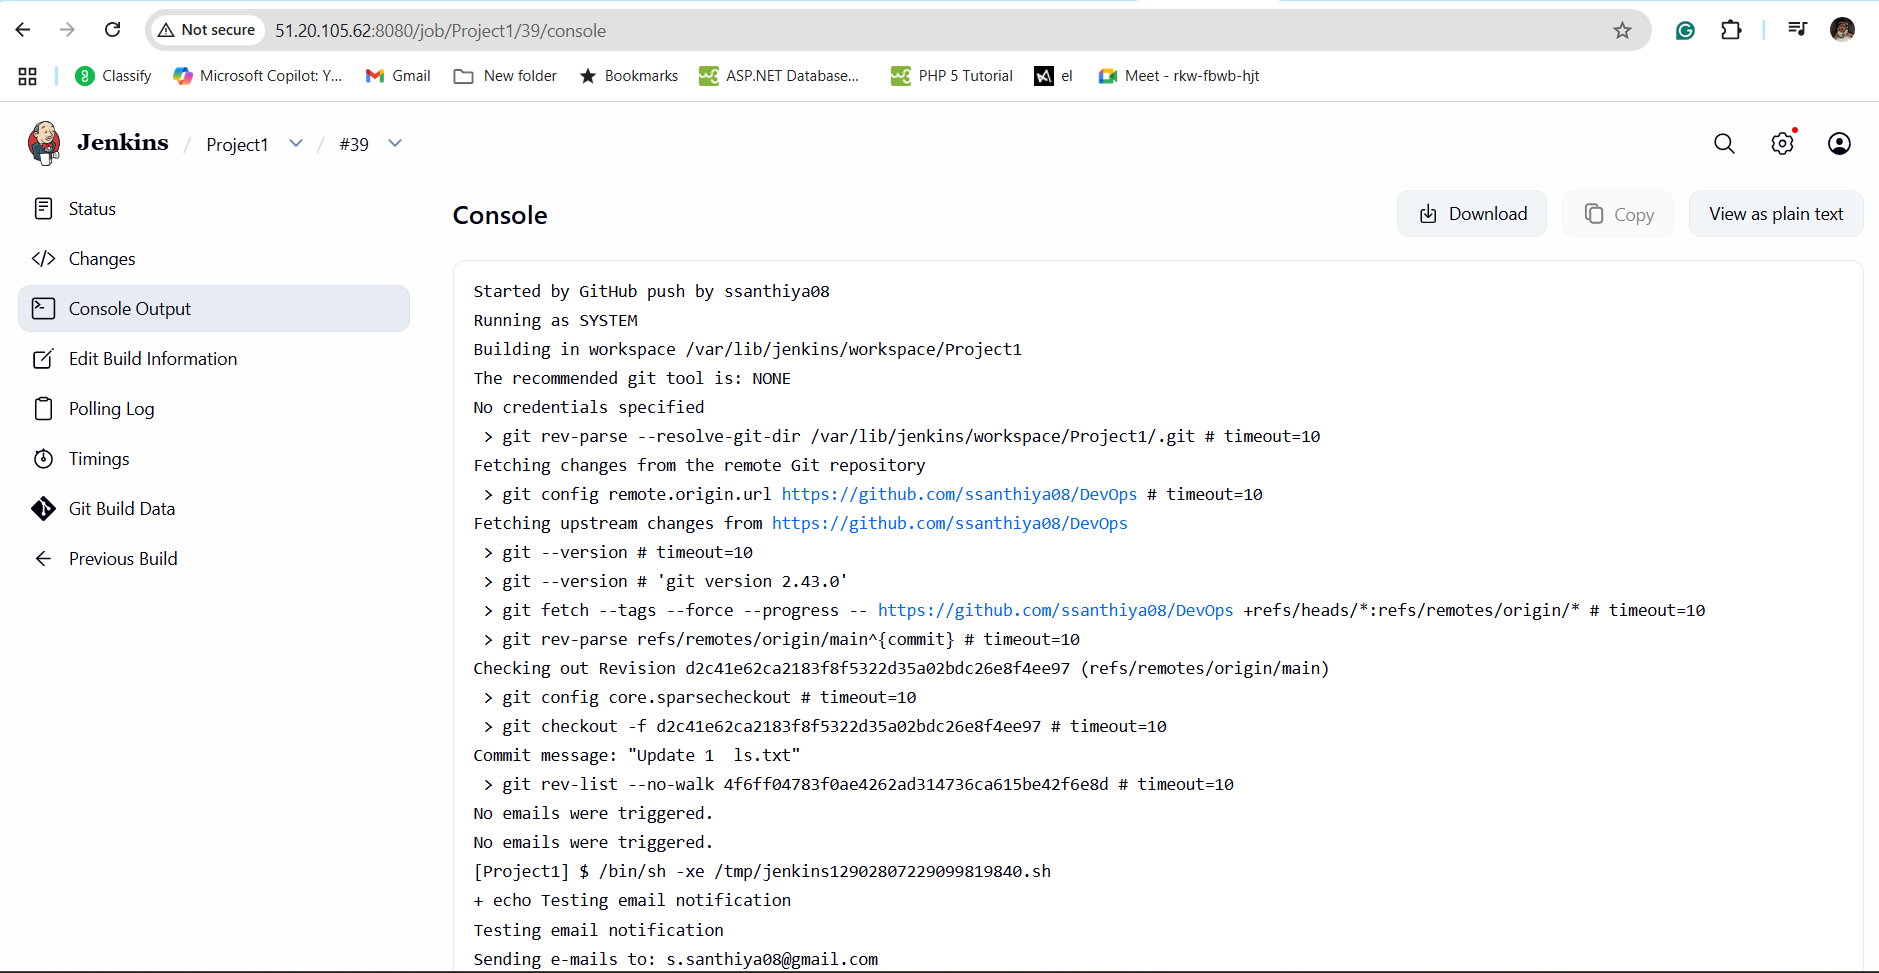 Not secure 51.20.105.62:8080/job/Project1/39/console
Classify Microsoft Copilot: Y... Gmail New folder Bookmarks ASP.NET Database... PHP 5 Tutorial el Meet - rkw-fbwb-hjt
Jenkins / Project1 / #39
Status
Changes
Console Output
Edit Build Information
Polling Log
Timings
Git Build Data
Previous Build
Console
Download Copy View as plain text
Started by GitHub push by ssanthiya08
Running as SYSTEM
Building in workspace /var/lib/jenkins/workspace/Project1
The recommended git tool is: NONE
No credentials specified
> git rev-parse --resolve-git-dir /var/lib/jenkins/workspace/Project1/.git # timeout=10
Fetching changes from the remote Git repository
> git config remote.origin.url https://github.com/ssanthiya08/DevOps # timeout=10
Fetching upstream changes from https://github.com/ssanthiya08/DevOps
> git --version # timeout=10
> git --version # 'git version 2.43.0'
> git fetch --tags --force --progress -- https://github.com/ssanthiya08/DevOps +refs/heads/*:refs/remotes/origin/* # timeout=10
> git rev-parse refs/remotes/origin/main^{commit} # timeout=10
Checking out Revision d2c41e62ca2183f8f5322d35a02bdc26e8f4ee97 (refs/remotes/origin/main)
> git config core.sparsecheckout # timeout=10
> git checkout -f d2c41e62ca2183f8f5322d35a02bdc26e8f4ee97 # timeout=10
Commit message: "Update 1  ls.txt"
> git rev-list --no-walk 4f6ff04783f0ae4262ad314736ca615be42f6e8d # timeout=10
No emails were triggered.
No emails were triggered.
[Project1] $ /bin/sh -xe /tmp/jenkins12902807229099819840.sh
+ echo Testing email notification
Testing email notification
Sending e-mails to: s.santhiya08@gmail.com